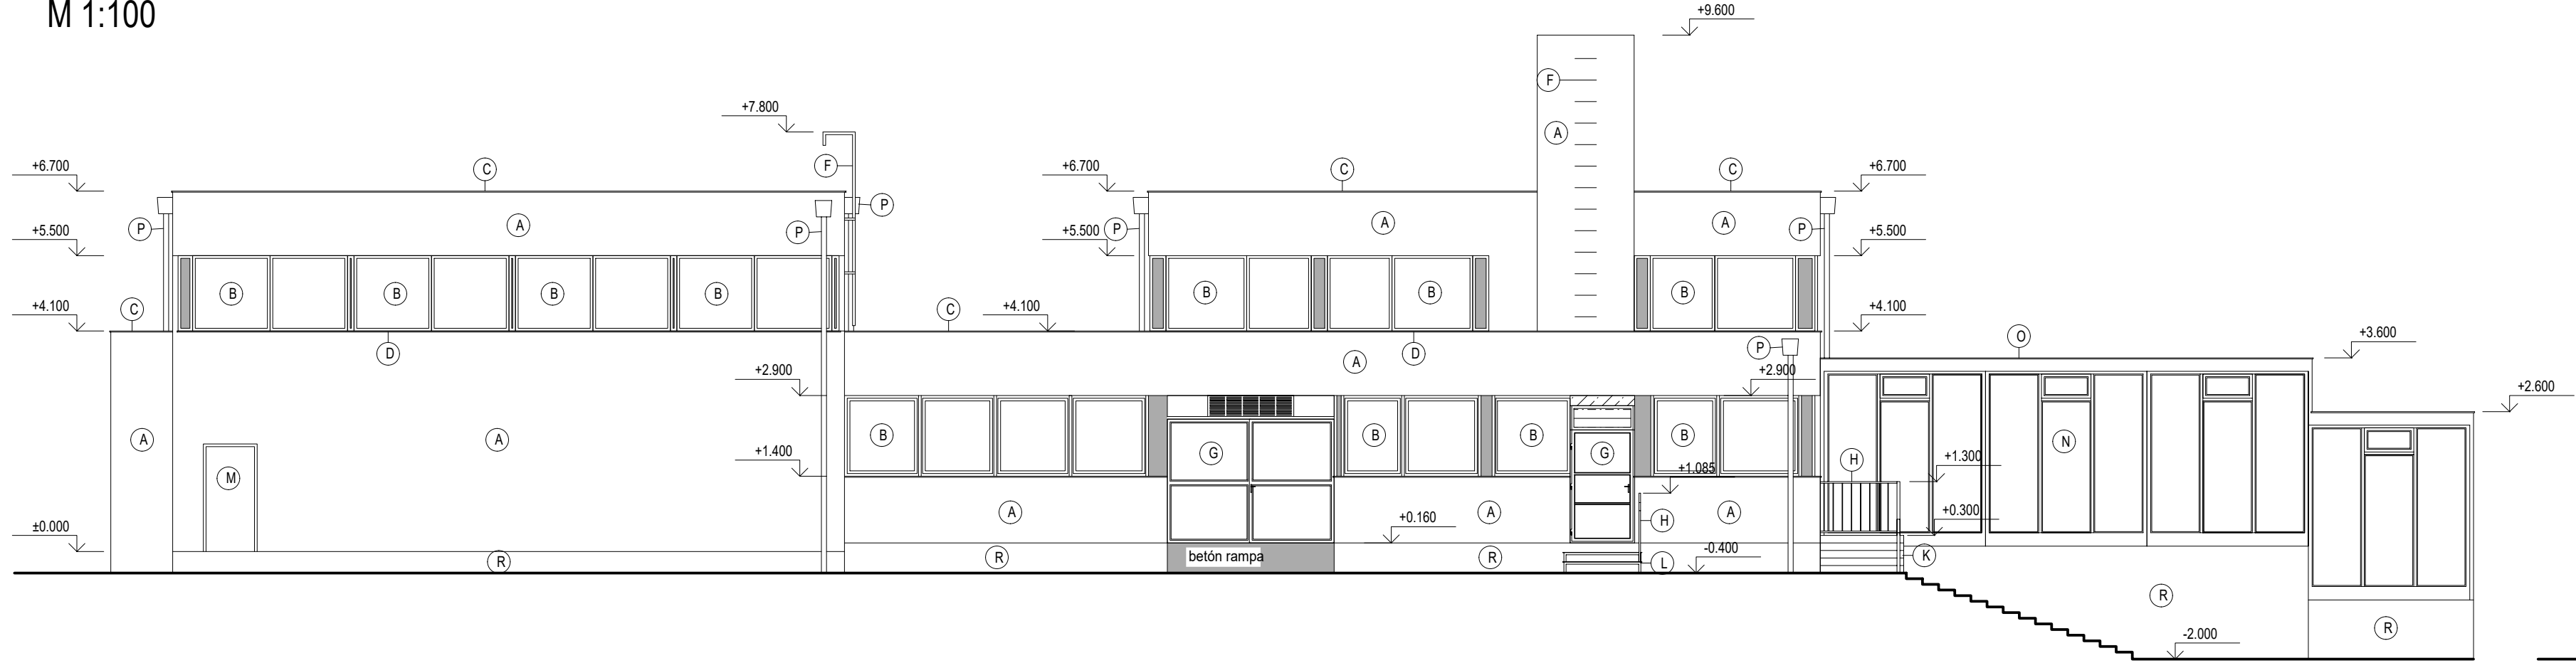 M 1:100
+9.600
F
A
+7.800
F
P
+6.700
C
+6.700
C
C
+6.700
P
A
P
+5.500
+5.500
P
A
A
P
+5.500
B
B
B
B
B
B
B
+4.100
C
C
+4.100
+4.100
D
A
D
P
O
+3.600
+2.900
+2.900
+2.600
A
A
B
G
B
B
G
B
N
M
+1.400
+1.085
H
+1.300
±0.000
A
+0.160
A
H
A
+0.300
R
R
betón rampa
R
L
-0.400
K
R
R
-2.000